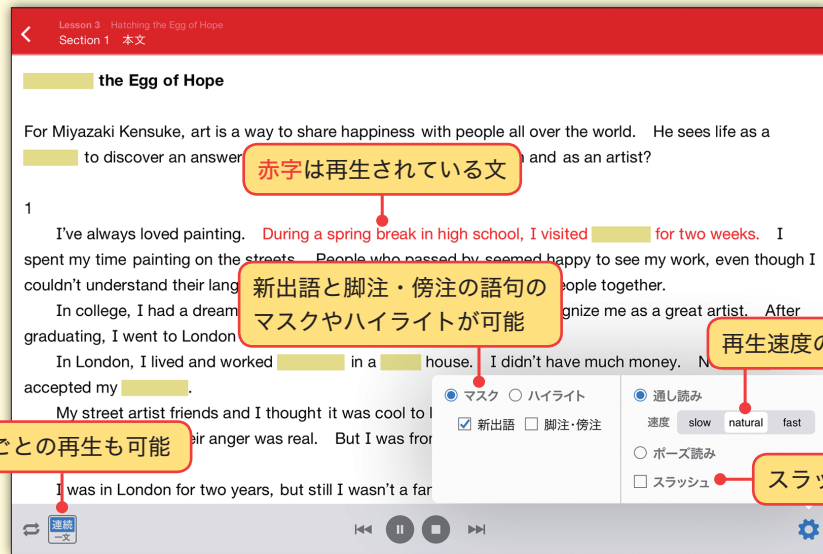 Lesson 3 Hatching the Egg of Hope
Section 1 本文
the Egg of Hope
For Miyazaki Kensuke, art is a way to share happiness with people all over the world. He sees life as a
to discover an answer and as an artist?
赤字は再生されている文
1
I've always loved painting. During a spring break in high school, I visited for two weeks. I
spent my time painting on the streets. People who passed by seemed happy to see my work, even though I
couldn't understand their lang people together.
新出語と脚注・傍注の語句の
マスクやハイライトが可能
In college, I had a dream gnize me as a great artist. After
graduating, I went to London
再生速度の
In London, I lived and worked in a house. I didn't have much money. N
accepted my .
マスク ハイライト
通し読み
My street artist friends and I thought it was cool to
新出語 脚注・傍注
速度 slow natural fast
ごとの再生も可能
eir anger was real. But I was fror
ポーズ読み
スラッシュ
スラッ
I was in London for two years, but still I wasn't a far
連続
一文